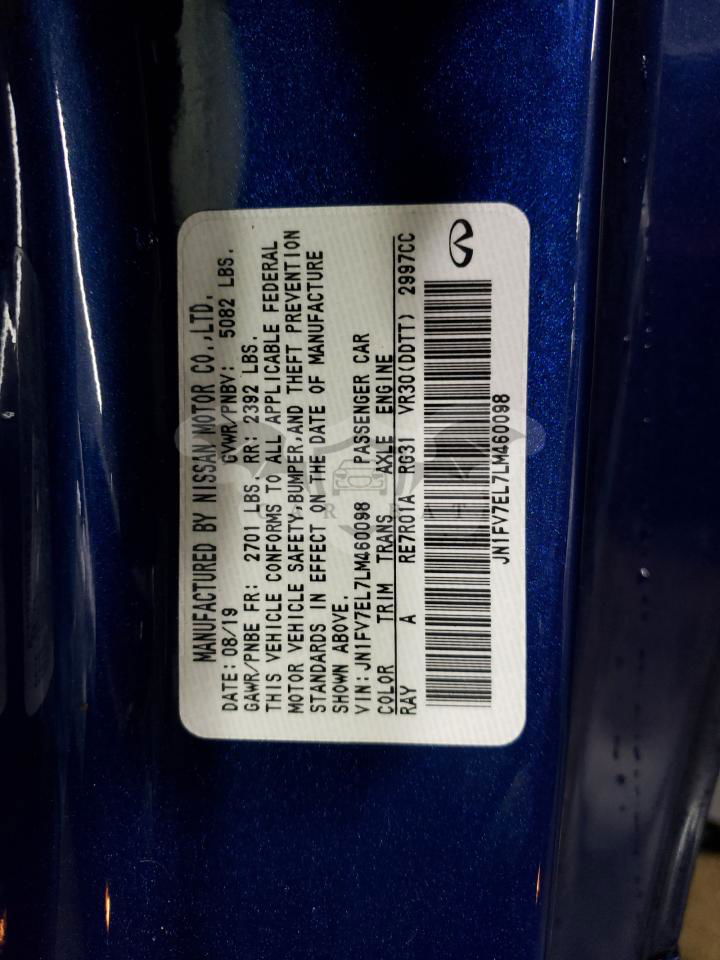 MANUFACTURED BY NISSAN MOTOR CO.,LTD.
DATE: 08/19 GVWR/PNBV: 5082 LBS.
GAWR/PNBE FR: 2701 LBS. RR: 2392 LBS.
THIS VEHICLE CONFORMS TO ALL APPLICABLE FEDERAL
MOTOR VEHICLE SAFETY,BUMPER,AND THEFT PREVENTION
STANDARDS IN EFFECT ON THE DATE OF MANUFACTURE
SHOWN ABOVE.
VIN: JN1FV7EL7LM460098 PASSENGER CAR
COLOR TRIM TRANS AXLE ENGINE
RAY A RE7R01A RG31 VR30(DDTT) 2997CC
JN1FV7EL7LM460098